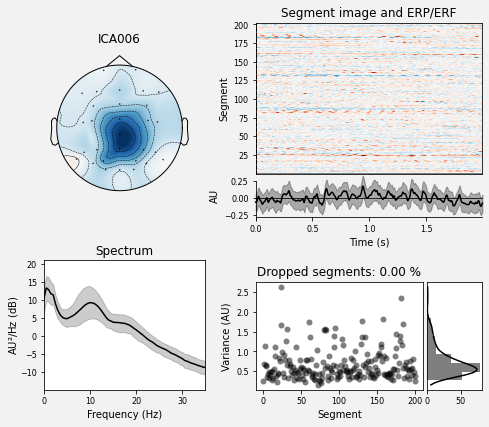 ICA006
Segment image and ERP/ERF
Segment
200
175
150
125
100
75
50
25
AU
0.25
0.00
−0.25
0.0 0.5 1.0 1.5
Time (s)
Spectrum
AU²/Hz (dB)
20
15
10
5
0
−5
−10
0 10 20 30
Frequency (Hz)
Dropped segments: 0.00 %
Variance (AU)
2.5
2.0
1.5
1.0
0.5
0 50 100 150 200
Segment
0 50